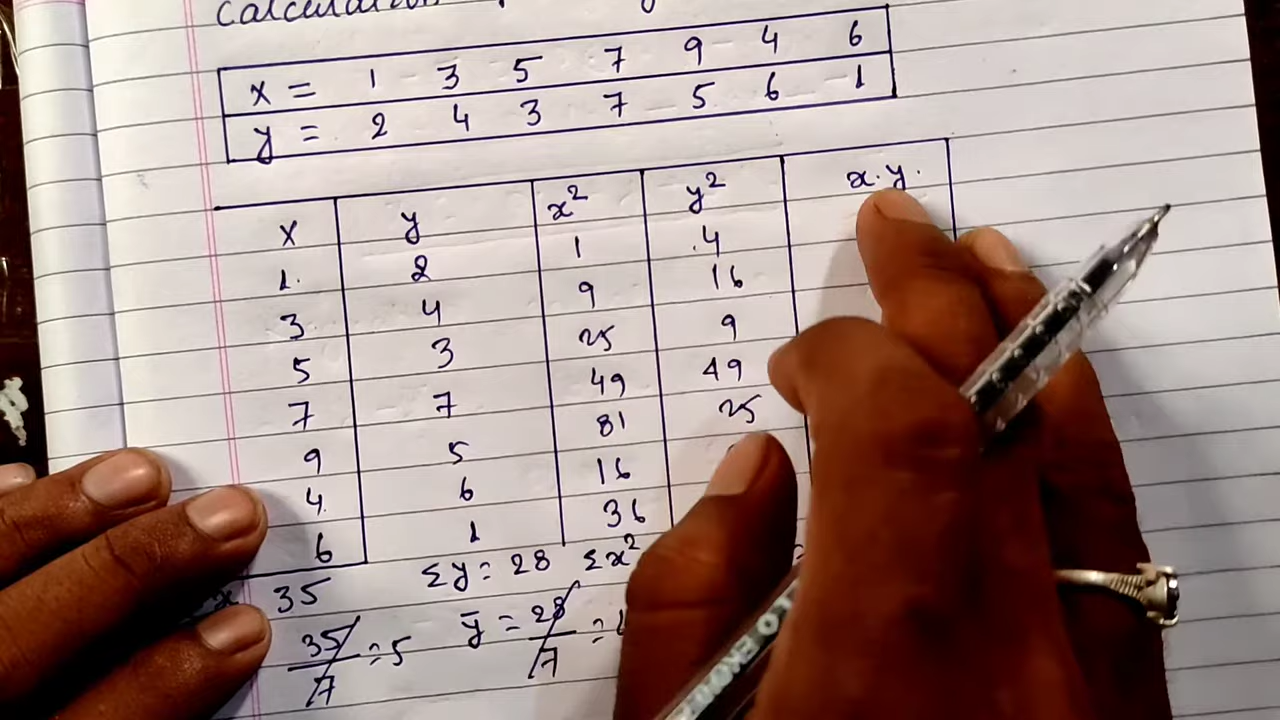 x = 1 3 5 7 9 4 6
y = 2 4 3 7 5 6 1
x y x² y² x.y.
1. 2 1 .4
3 4 9 16
5 3 25 9
7 7 49 49
9 5 81 25
4 6 16
6 1 36
35 Σy = 28 Σx²
35/7 = 5 ȳ = 28/7 =